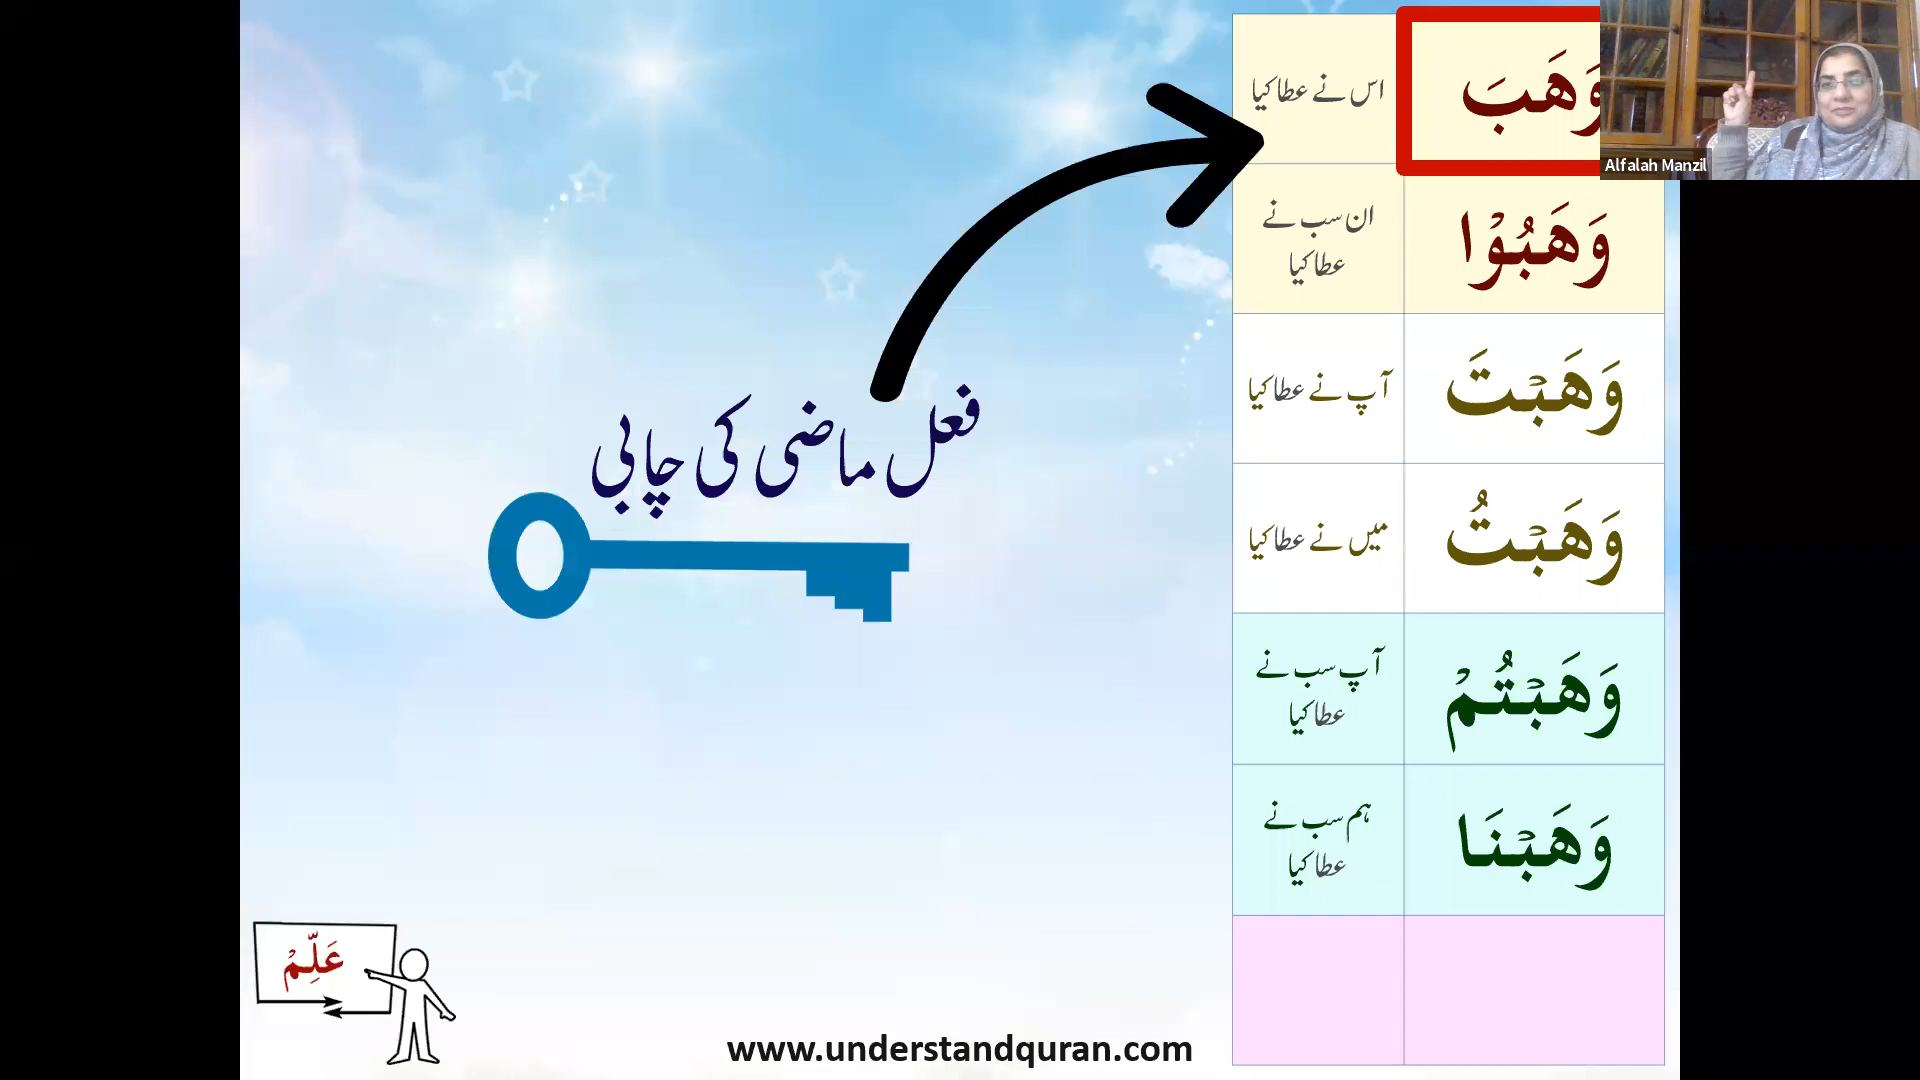 وَهَبَ
اس نے عطا کیا
Alfalah Manzil
وَهَبُوْا
ان سب نے
عطا کیا
وَهَبْتَ
آپ نے عطا کیا
وَهَبْتُ
میں نے عطا کیا
وَهَبْتُمْ
آپ سب نے
عطا کیا
وَهَبْنَا
ہم سب نے
عطا کیا
فعل ماضی کی چابی
عَلِّمْ
www.understandquran.com